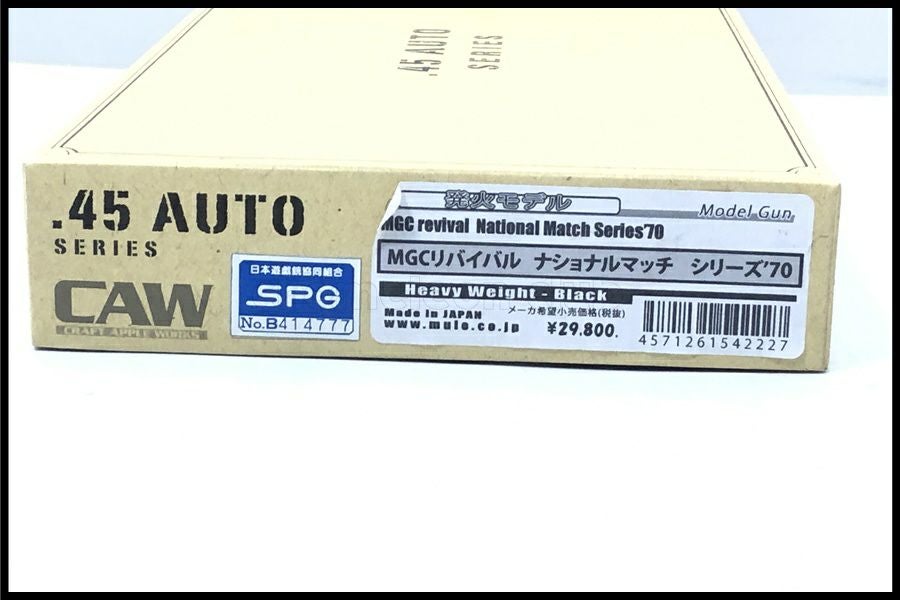 .45 AUTO
SERIES
.45 AUTO
SERIES
CAW
CRAFT APPLE WORKS
日本遊戯銃協同組合
SPG
No.B414777
発火モデル
Model Gun
MGC revival National Match Series'70
MGCリバイバル ナショナルマッチ シリーズ'70
Heavy Weight - Black
Made in JAPAN
www.mule.co.jp
メーカ希望小売価格(税抜)
¥29,800.
4571261542227